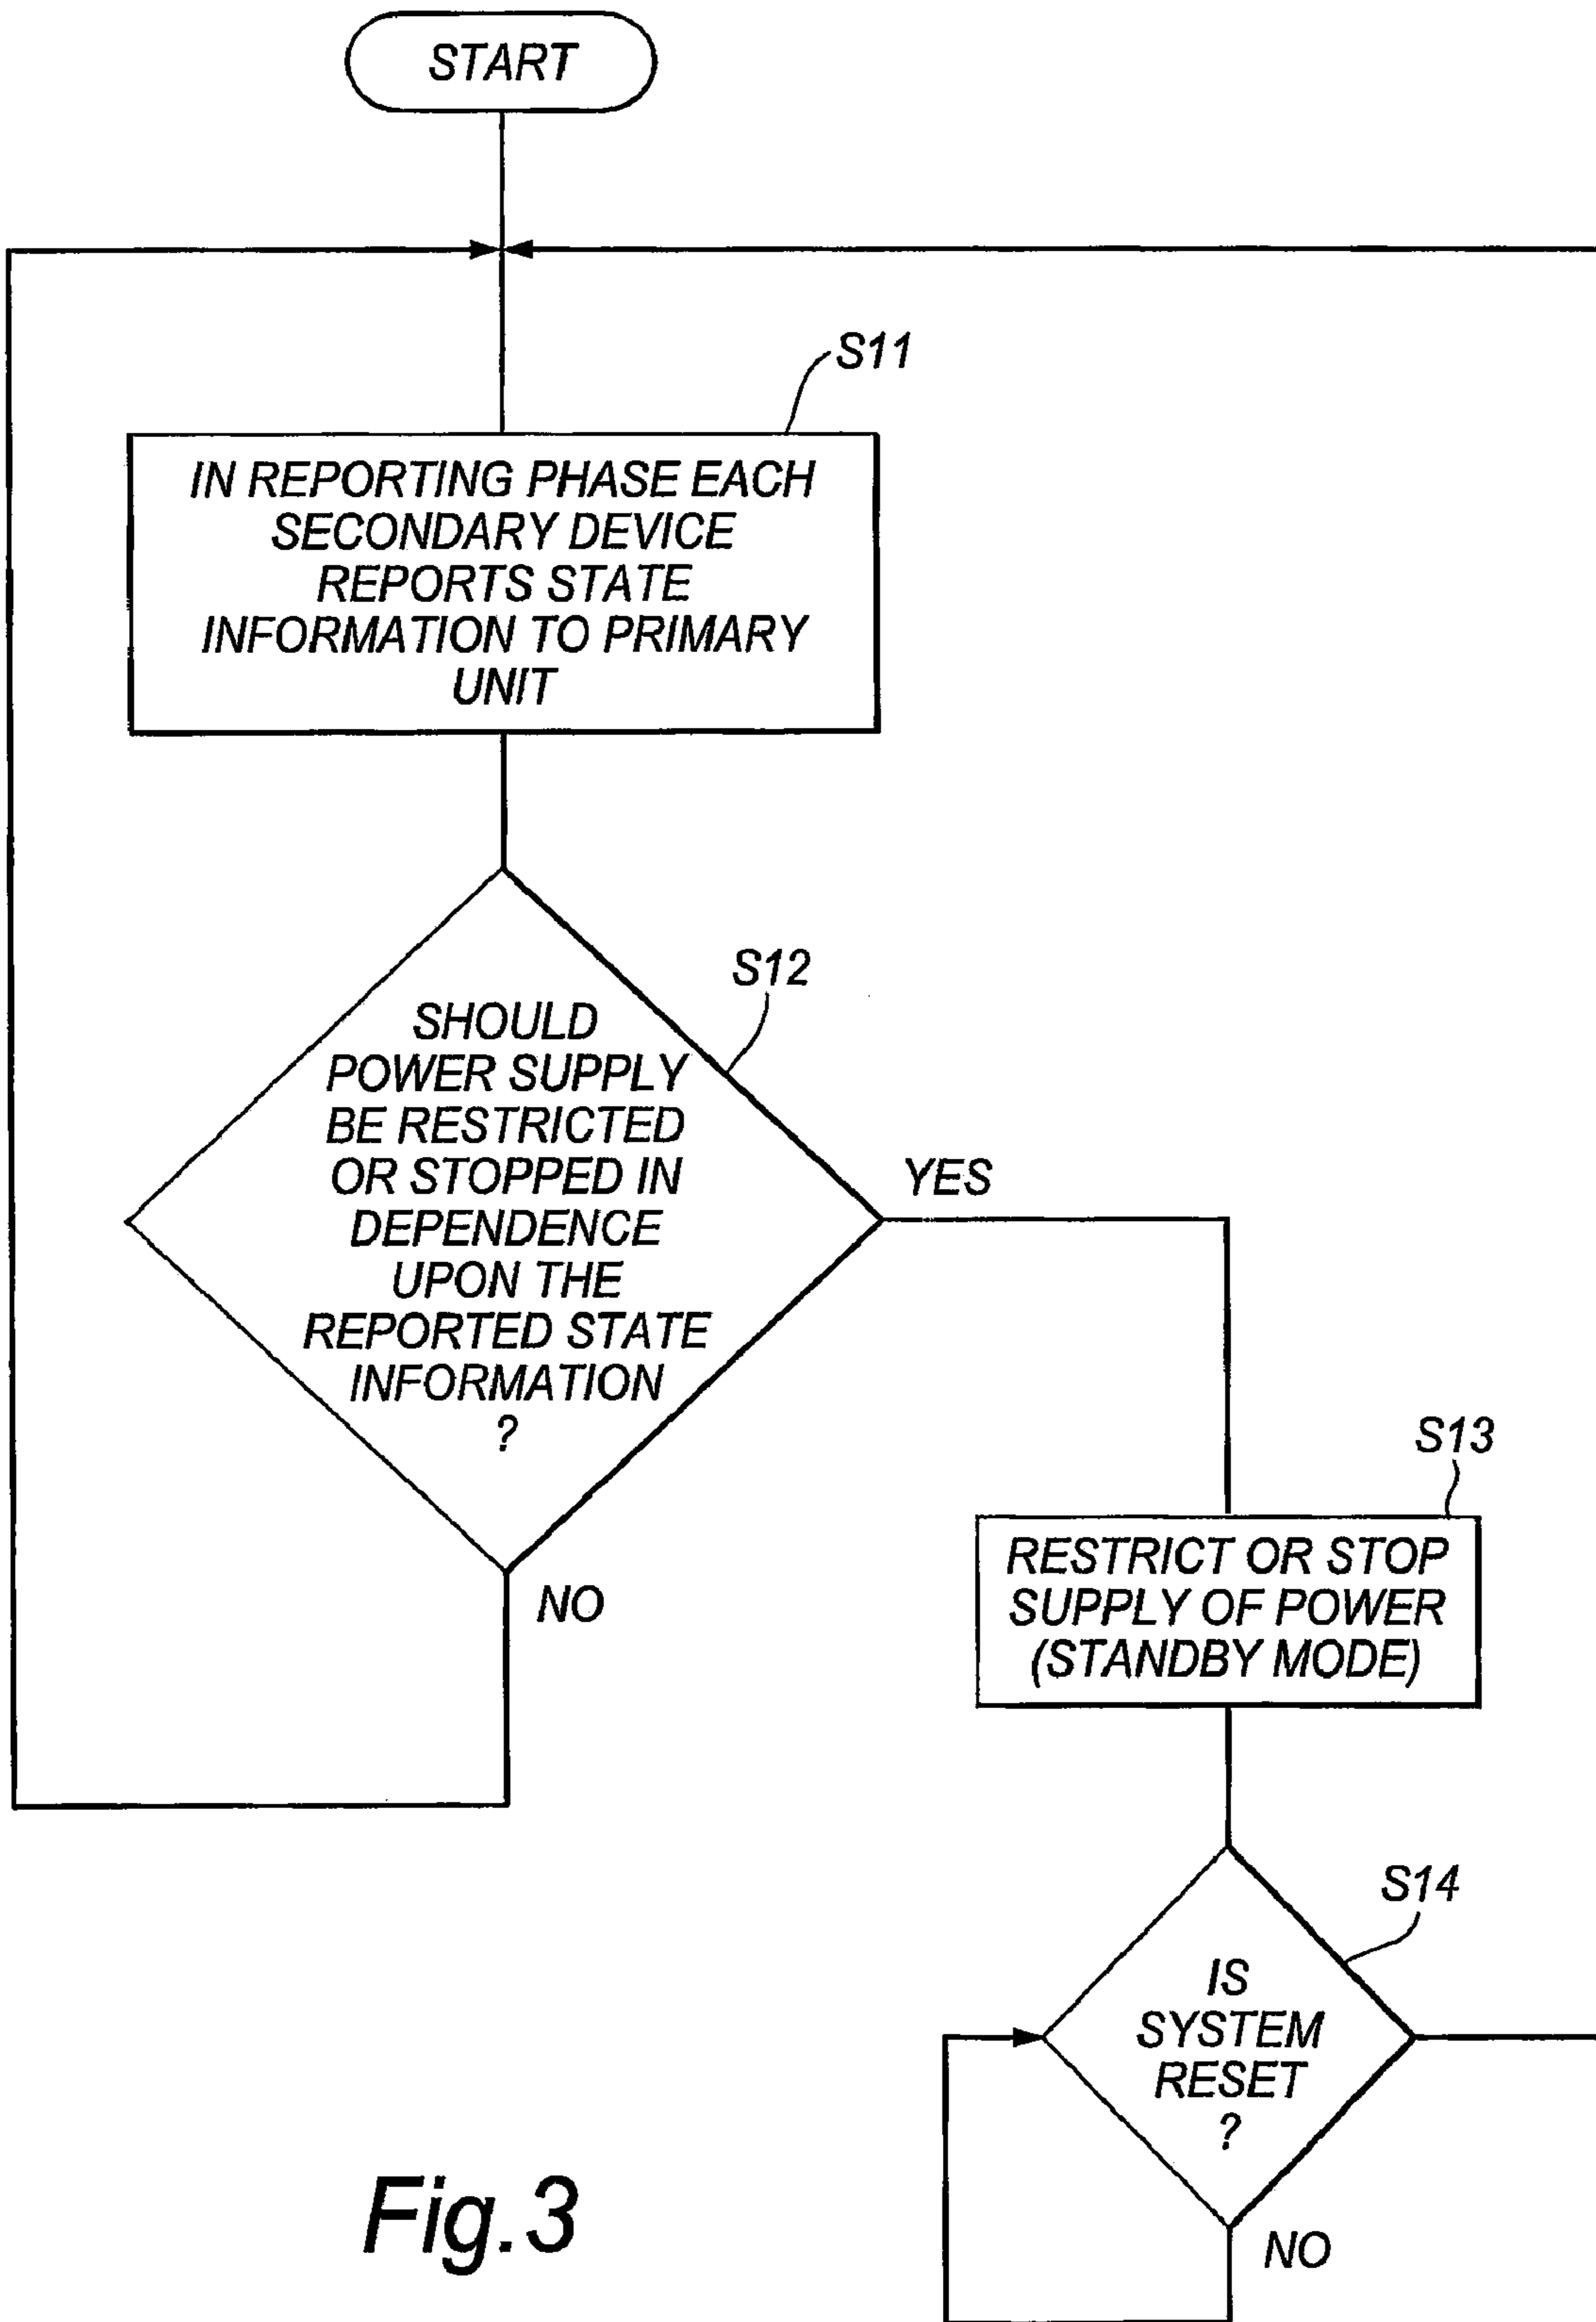 START
S11
IN REPORTING PHASE EACH
SECONDARY DEVICE
REPORTS STATE
INFORMATION TO PRIMARY
UNIT
S12
SHOULD
POWER SUPPLY
BE RESTRICTED
OR STOPPED IN
DEPENDENCE
UPON THE
REPORTED STATE
INFORMATION
?
YES
NO
S13
RESTRICT OR STOP
SUPPLY OF POWER
(STANDBY MODE)
S14
IS
SYSTEM
RESET
?
NO
Fig.3